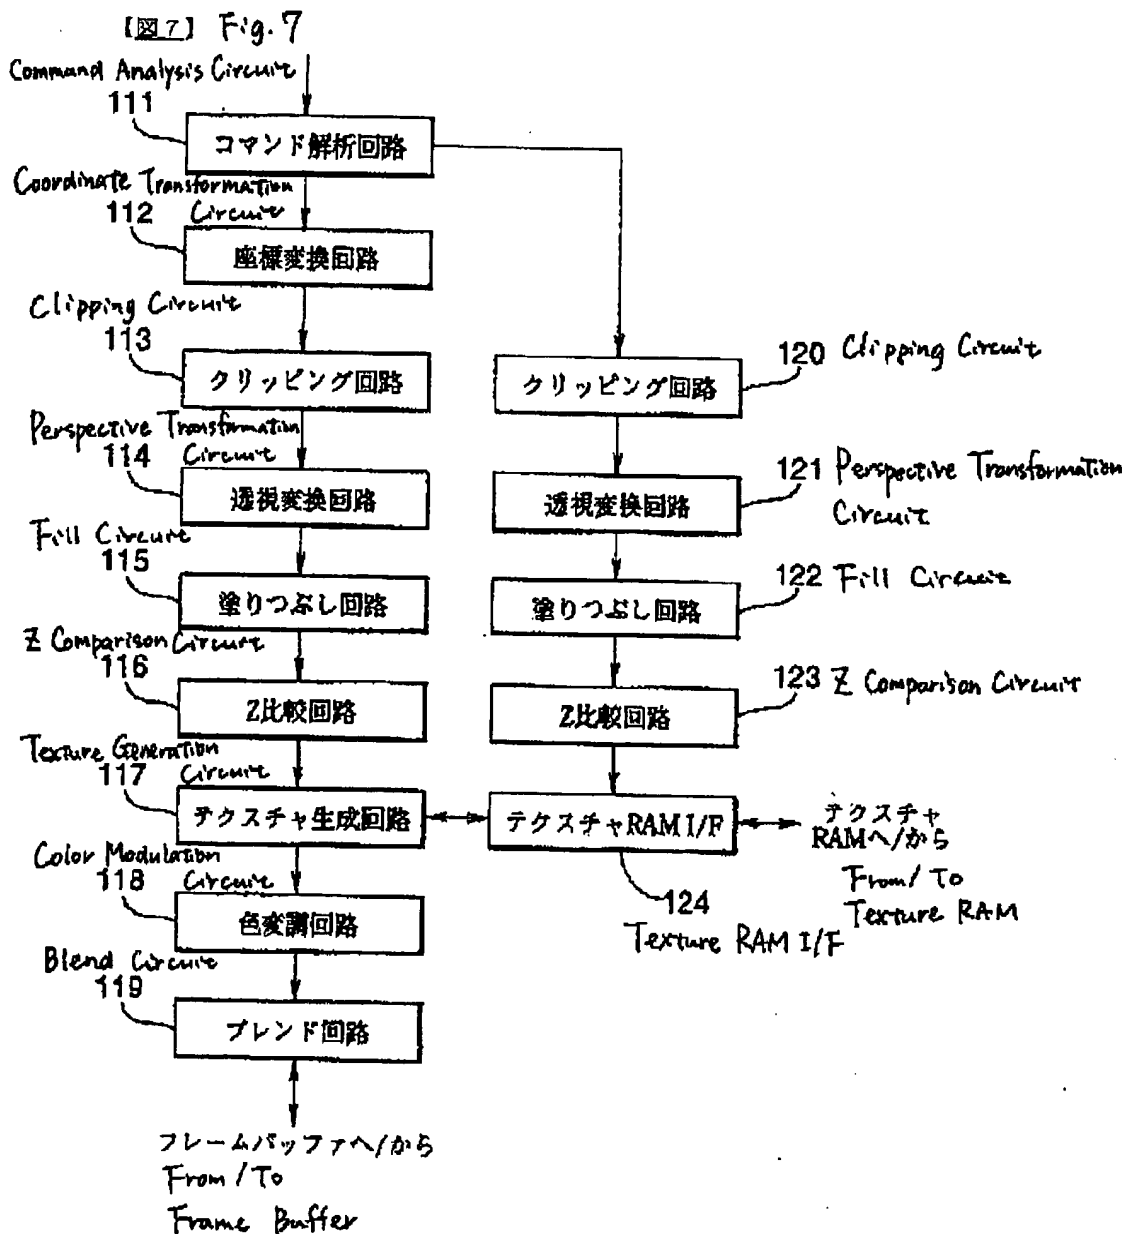 【図7】 Fig. 7
Command Analysis Circuit
111
コマンド解析回路
Coordinate Transformation
112 Circuit
座標変換回路
Clipping Circuit
113
クリッピング回路
Perspective Transformation
114 Circuit
透視変換回路
Fill Circuit
115
塗りつぶし回路
Z Comparison Circuit
116
Z比較回路
Texture Generation
117 Circuit
テクスチャ生成回路
Color Modulation
118 Circuit
色変調回路
Blend Circuit
119
ブレンド回路
フレームバッファへ/から
From / To
Frame Buffer
120 Clipping Circuit
クリッピング回路
121 Perspective Transformation
Circuit
透視変換回路
122 Fill Circuit
塗りつぶし回路
123 Z Comparison Circuit
Z比較回路
テクスチャRAM I/F
124
Texture RAM I/F
テクスチャ
RAMへ/から
From / To
Texture RAM